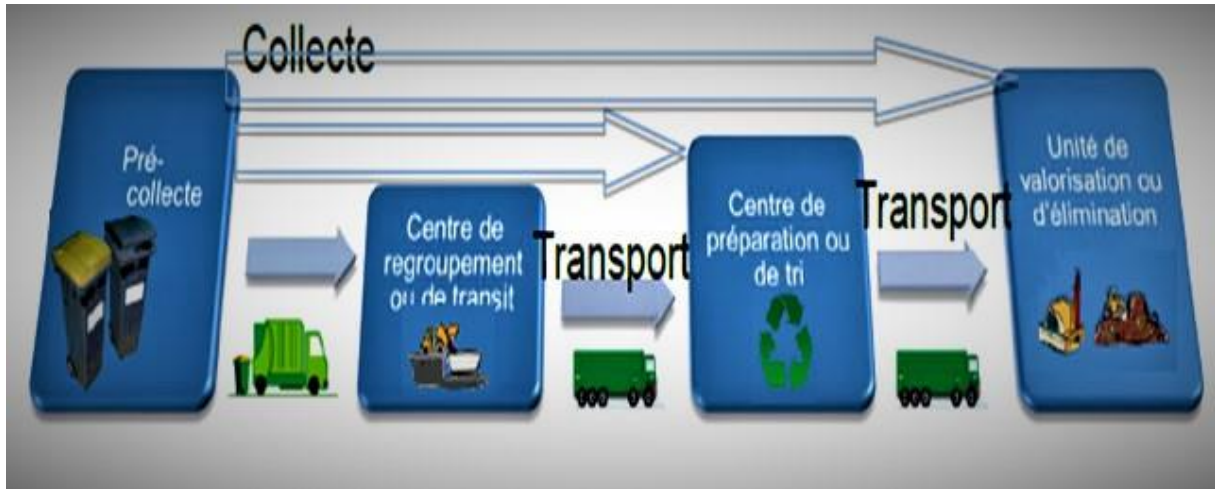 Collecte
Pré-
collecte
Centre de
regroupement
ou de transit
Transport
Centre de
préparation ou
de tri
Transport
Unité de
valorisation ou
d'élimination